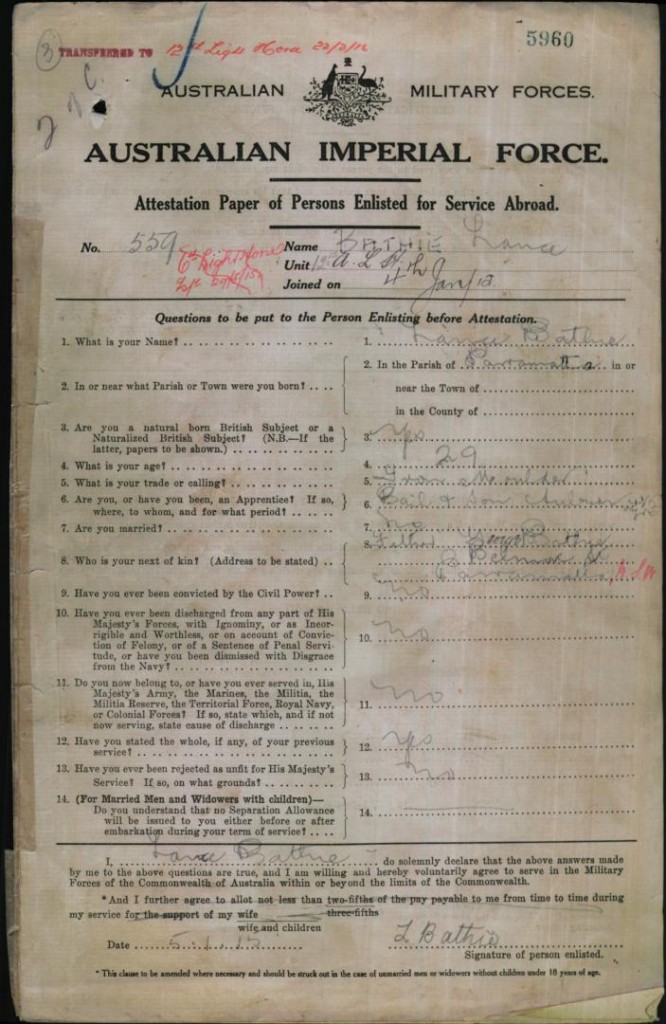 3
TRANSFERRED TO 12th Light Horse 22/2/16
5960
AUSTRALIAN MILITARY FORCES.
AUSTRALIAN IMPERIAL FORCE.
Attestation Paper of Persons Enlisted for Service Abroad.
No. 559 Name BATHIE Lance
6th Light Horse Unit 12th A. L. H.
Joined on 4th Jan/15
Questions to be put to the Person Enlisting before Attestation.
1. What is your Name? 1. Lance Bathie
2. In or near what Parish or Town were you born? 2. In the Parish of Paramatta in or
near the Town of
in the County of
3. Are you a natural born British Subject or a
Naturalized British Subject? (N.B.—If the
latter, papers to be shown.) 3. yes
4. What is your age? 4. 29
5. What is your trade or calling? 5. Iron Moulder
6. Are you, or have you been, an Apprentice? If so,
where, to whom, and for what period? 6. & Son
7. Are you married? 7. No
8. Who is your next of kin? (Address to be stated) 8. Father George Bathie
Parramatta N.S.W
9. Have you ever been convicted by the Civil Power? 9. No
10. Have you ever been discharged from any part of His
Majesty's Forces, with Ignominy, or as Incor-
rigible and Worthless, or on account of Convic-
tion of Felony, or of a Sentence of Penal Servi-
tude, or have you been dismissed with Disgrace
from the Navy? 10. No
11. Do you now belong to, or have you ever served in, His
Majesty's Army, the Marines, the Militia, the
Militia Reserve, the Territorial Force, Royal Navy,
or Colonial Forces? If so, state which, and if not
now serving, state cause of discharge 11. No
12. Have you stated the whole, if any, of your previous
service? 12. yes
13. Have you ever been rejected as unfit for His Majesty's
Service? If so, on what grounds? 13. No
14. (For Married Men and Widowers with children)—
Do you understand that no Separation Allowance
will be issued to you either before or after
embarkation during your term of service? 14.
I, Lance Bathie do solemnly declare that the above answers made
by me to the above questions are true, and I am willing and hereby voluntarily agree to serve in the Military
Forces of the Commonwealth of Australia within or beyond the limits of the Commonwealth.
*And I further agree to allot not less than two-fifths of the pay payable to me from time to time during
three-fifths
my service for the support of my wife
wife and children
Date 5.1.15 L Bathie
Signature of person enlisted.
* This clause to be amended where necessary and should be struck out in the case of unmarried men or widowers without children under 18 years of age.